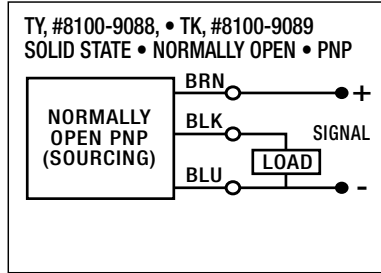 TY, #8100-9088, • TK, #8100-9089
SOLID STATE • NORMALLY OPEN • PNP
BRN
+
NORMALLY
OPEN PNP
(SOURCING)
BLK
SIGNAL
LOAD
BLU
-